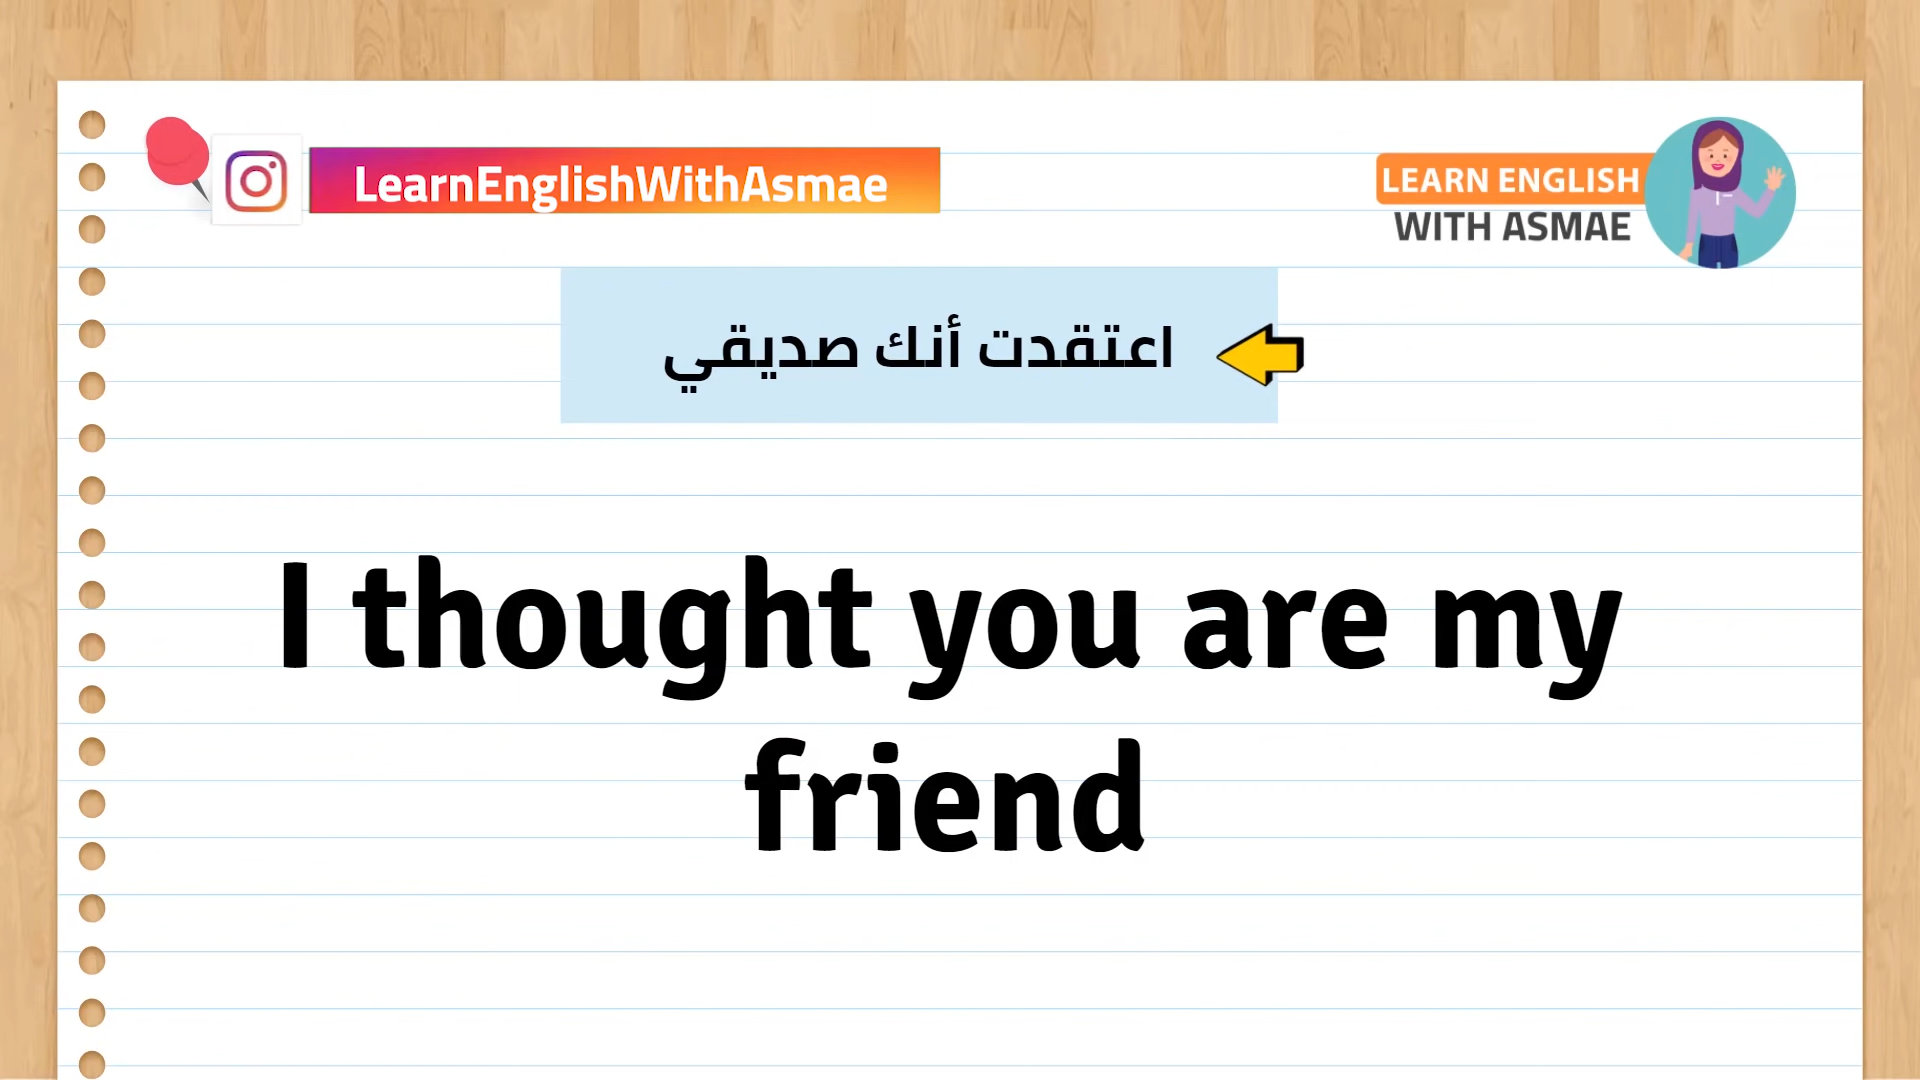 LearnEnglishWithAsmae
LEARN ENGLISH
WITH ASMAE
اعتقدت أنك صديقي
I thought you are my
friend